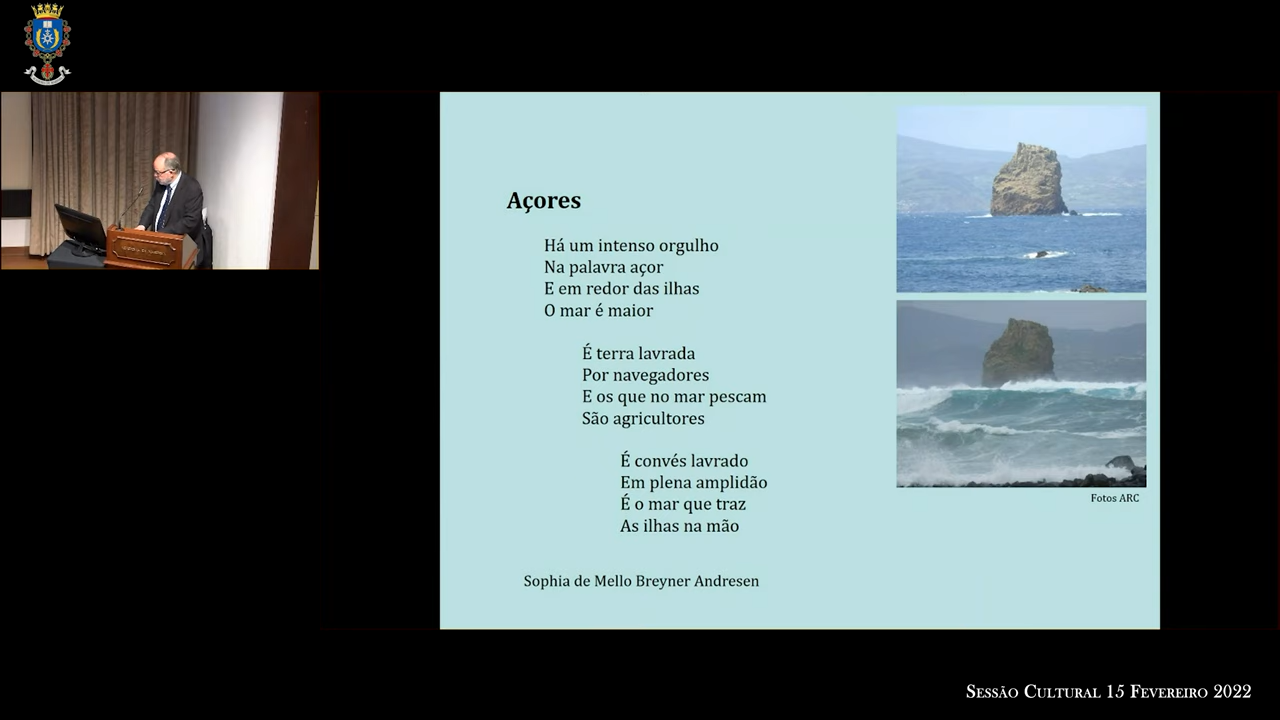 Açores
Há um intenso orgulho
Na palavra açor
E em redor das ilhas
O mar é maior
É terra lavrada
Por navegadores
E os que no mar pescam
São agricultores
É convés lavrado
Em plena amplidão
É o mar que traz
As ilhas na mão
Sophia de Mello Breyner Andresen
Fotos ARC
Sessão Cultural 15 Fevereiro 2022